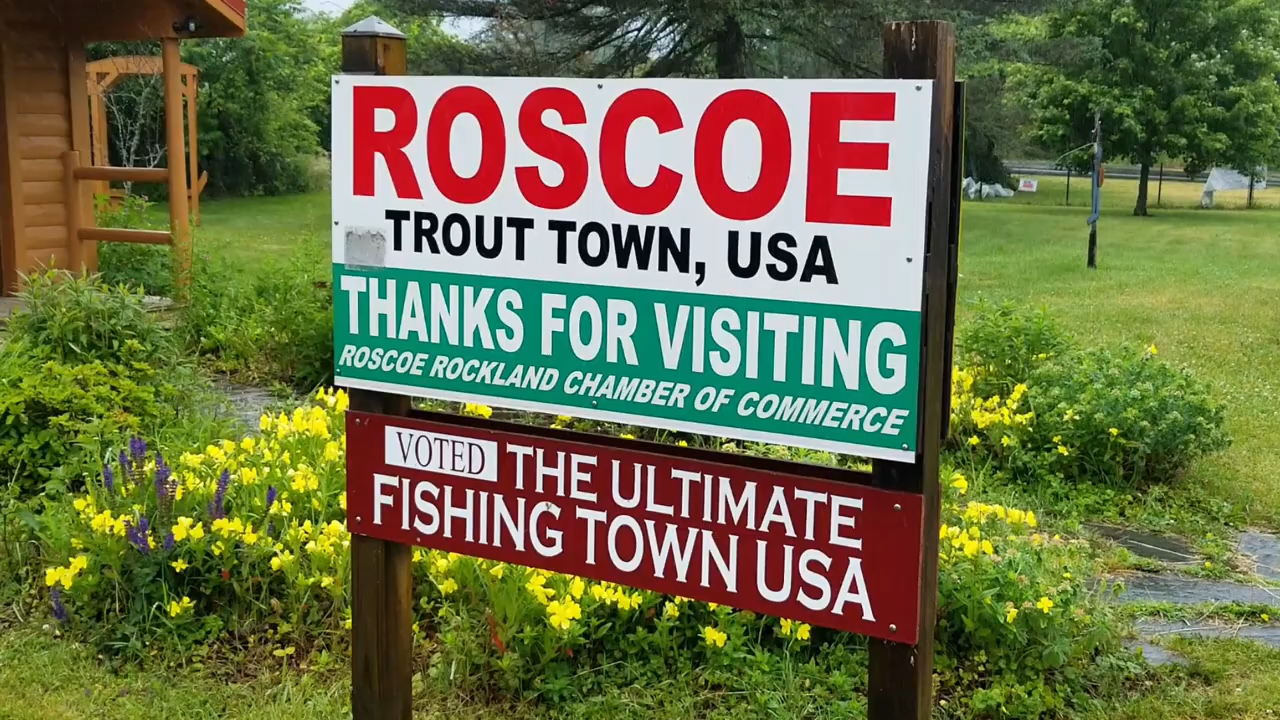 ROSCOE
TROUT TOWN, USA
THANKS FOR VISITING
ROSCOE ROCKLAND CHAMBER OF COMMERCE
VOTED THE ULTIMATE
FISHING TOWN USA